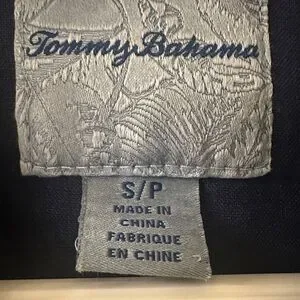 Tommy Bahama
S/P
MADE IN
CHINA
FABRIQUE
EN CHINE